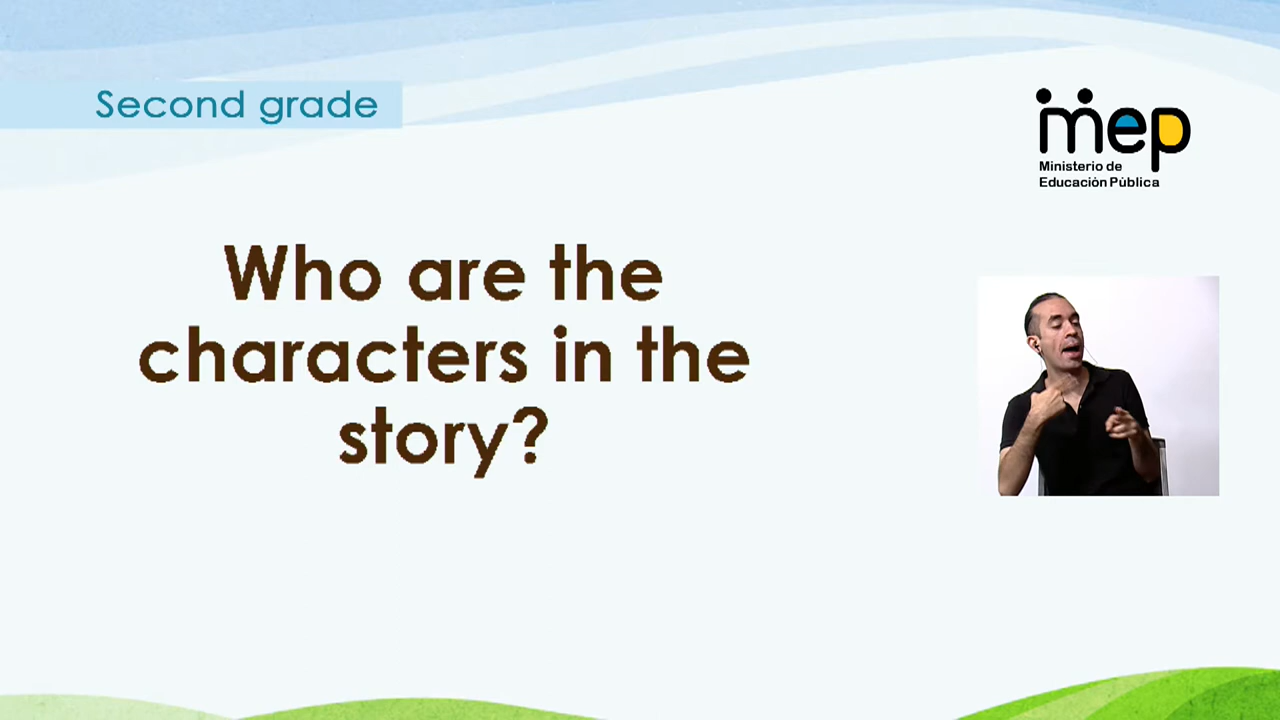 Second grade
mep
Ministerio de
Educación Pública
Who are the
characters in the
story?